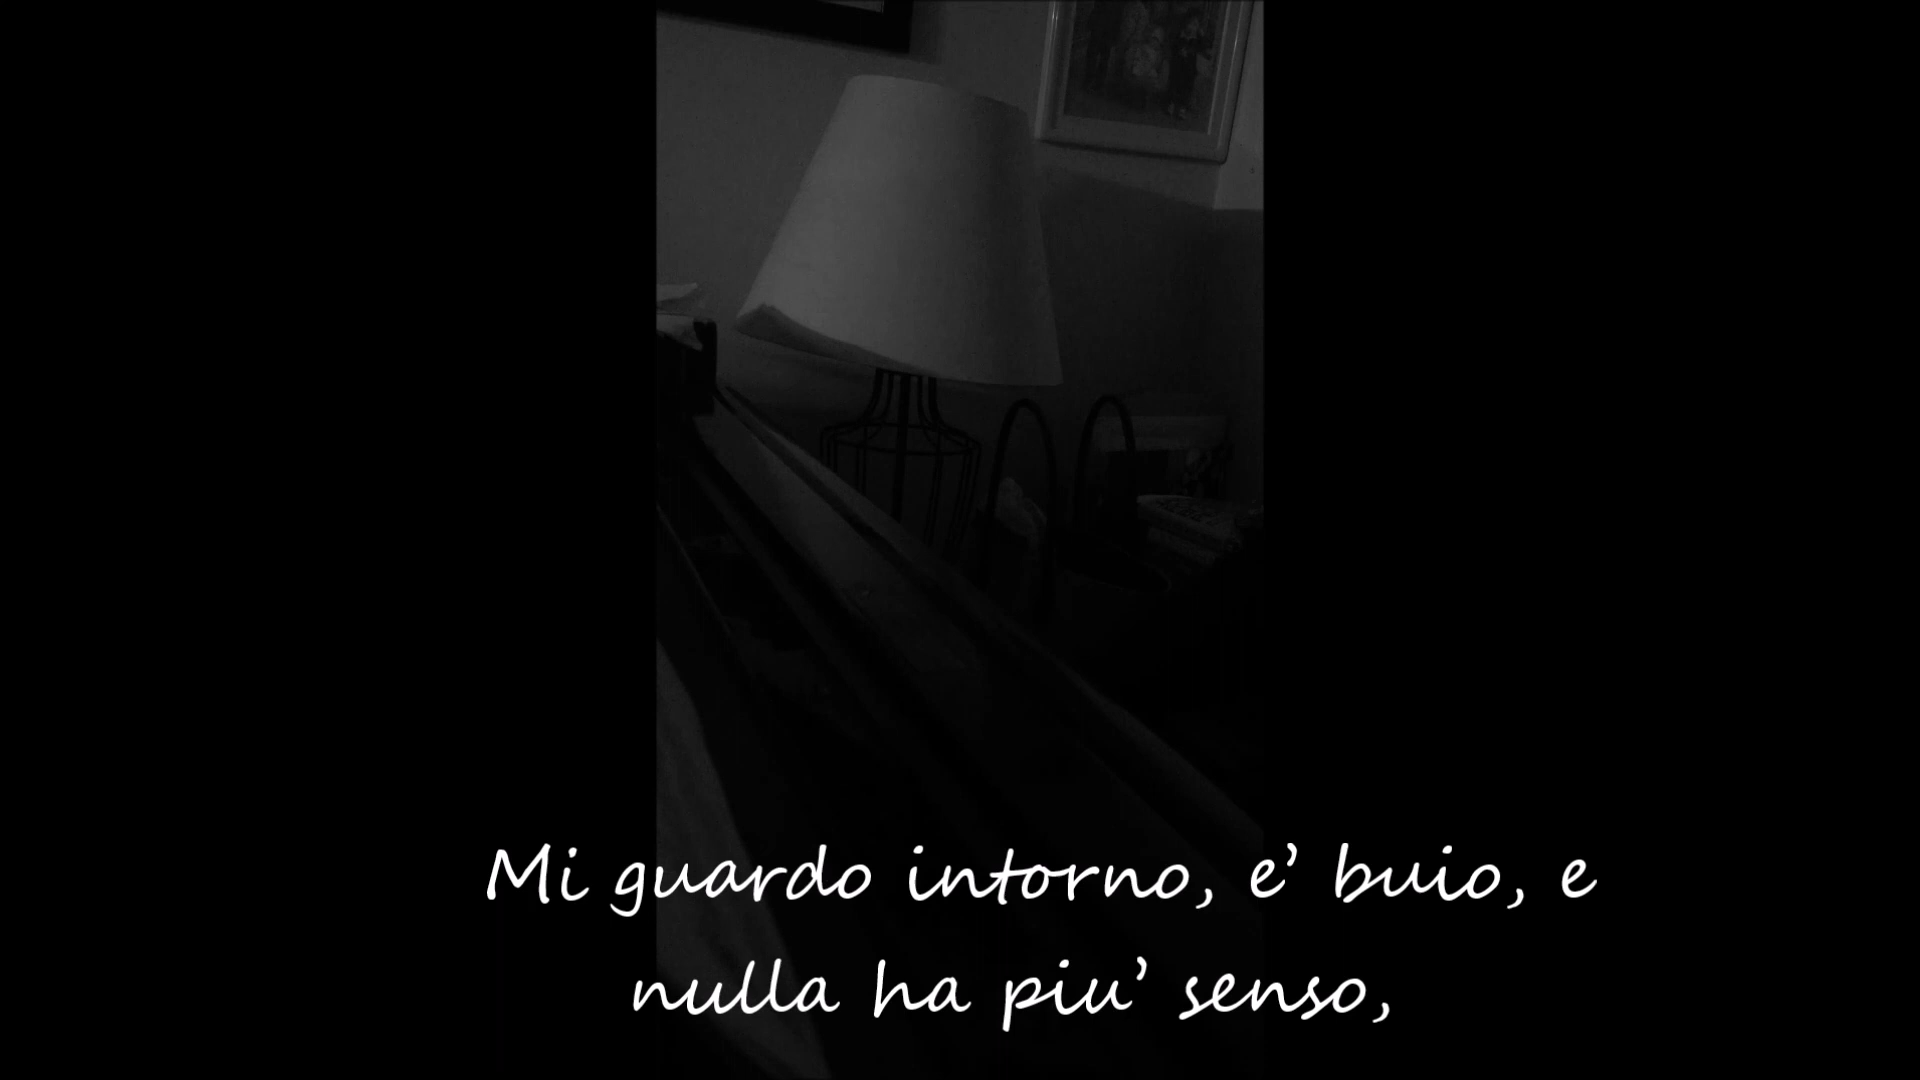 Mi guardo intorno, e’ buio, e
nulla ha piu’ senso,